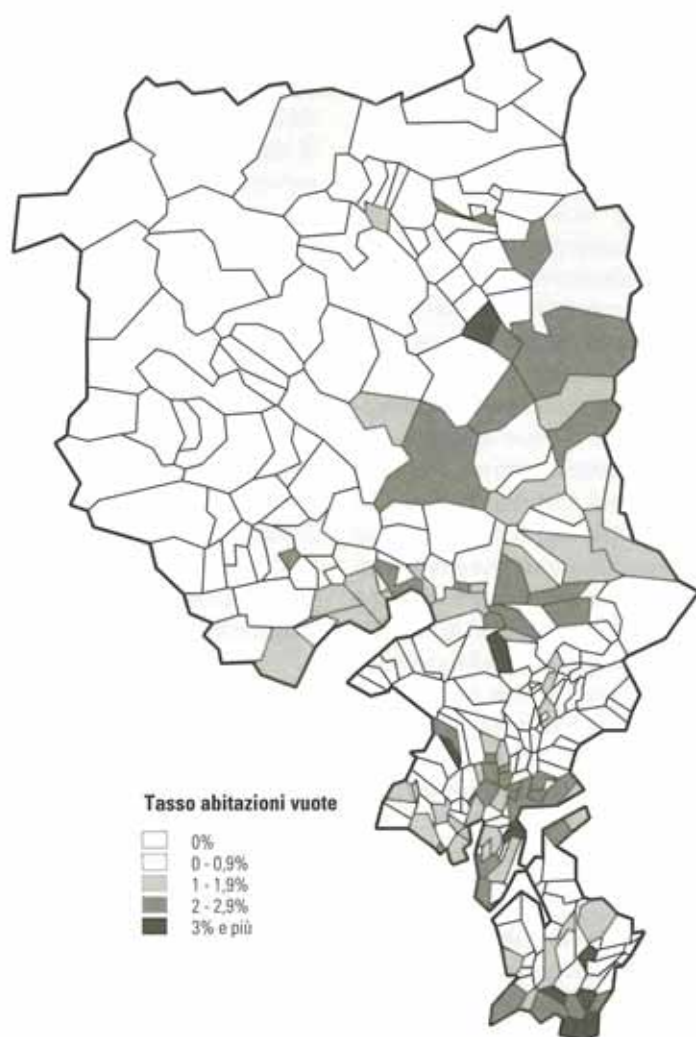 Tasso abitazioni vuote
0%
0 - 0,9%
1 - 1,9%
2 - 2,9%
3% e più